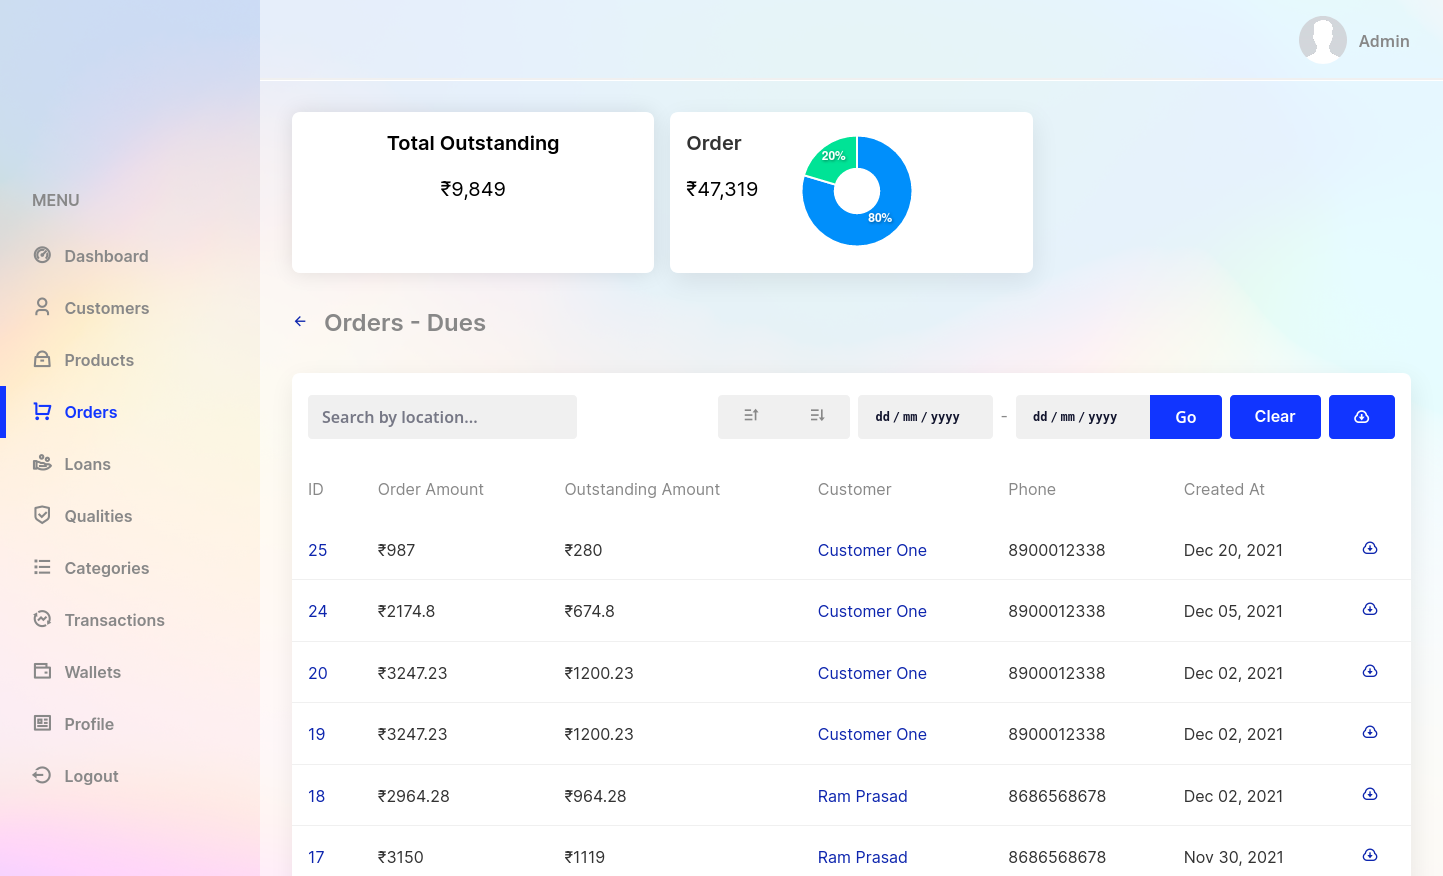 Admin
MENU
Dashboard
Customers
Products
Orders
Loans
Qualities
Categories
Transactions
Wallets
Profile
Logout
Total Outstanding
₹9,849
Order
₹47,319
20%
80%
Orders - Dues
Search by location... dd / mm / yyyy - dd / mm / yyyy Go Clear
ID Order Amount Outstanding Amount Customer Phone Created At
25 ₹987 ₹280 Customer One 8900012338 Dec 20, 2021
24 ₹2174.8 ₹674.8 Customer One 8900012338 Dec 05, 2021
20 ₹3247.23 ₹1200.23 Customer One 8900012338 Dec 02, 2021
19 ₹3247.23 ₹1200.23 Customer One 8900012338 Dec 02, 2021
18 ₹2964.28 ₹964.28 Ram Prasad 8686568678 Dec 02, 2021
17 ₹3150 ₹1119 Ram Prasad 8686568678 Nov 30, 2021